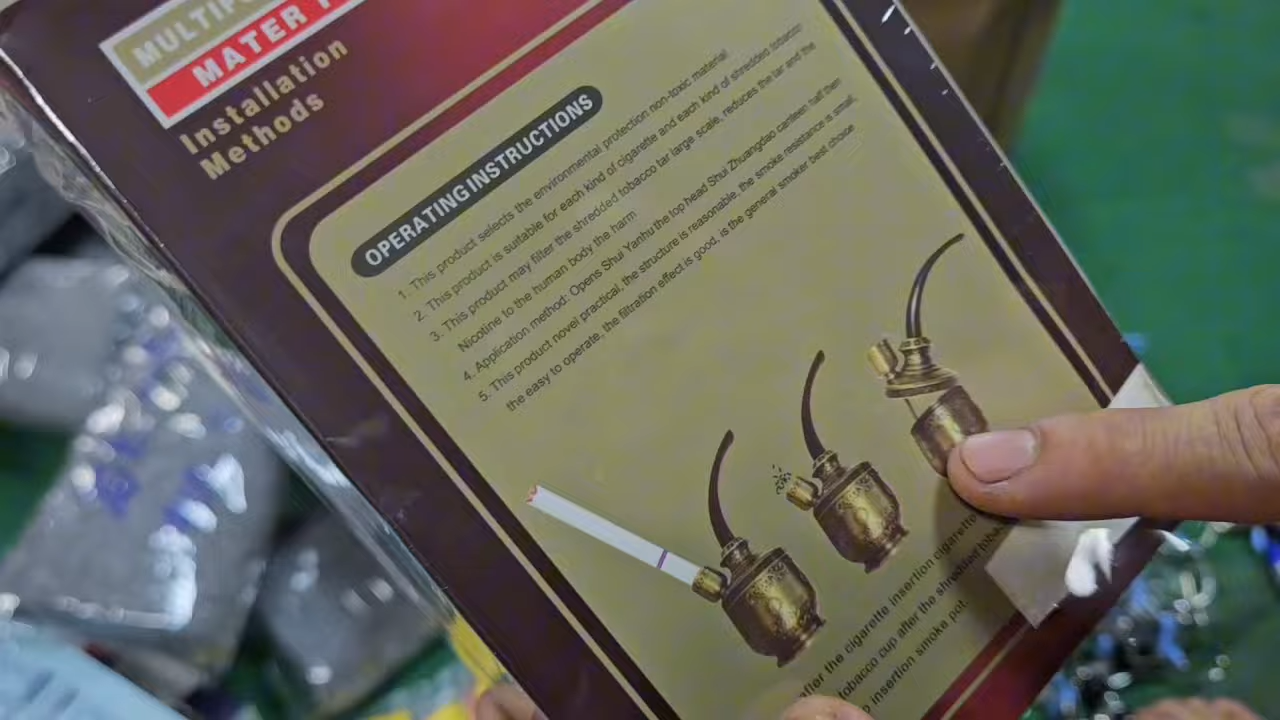 MULTIF
MATER
Installation
Methods
OPERATING INSTRUCTIONS
1. This product selects the environmental protection non-toxic material
2. This product is suitable for each kind of cigarette and each kind of shredded tobacco
3. This product may filter the shredded tobacco tar large scale, reduces the tar and the
Nicotine to the human body the harm
4. Application method: Opens Shui Yanhu the top head Shui Zhuangdao canteen half then
5. This product novel practical, the structure is reasonable, the smoke resistance is small,
the easy to operate, the filtration effect is good, is the general smoker best choice
after the cigarette insertion cigarette
tobacco cup after the shredded
insertion smoke pot.